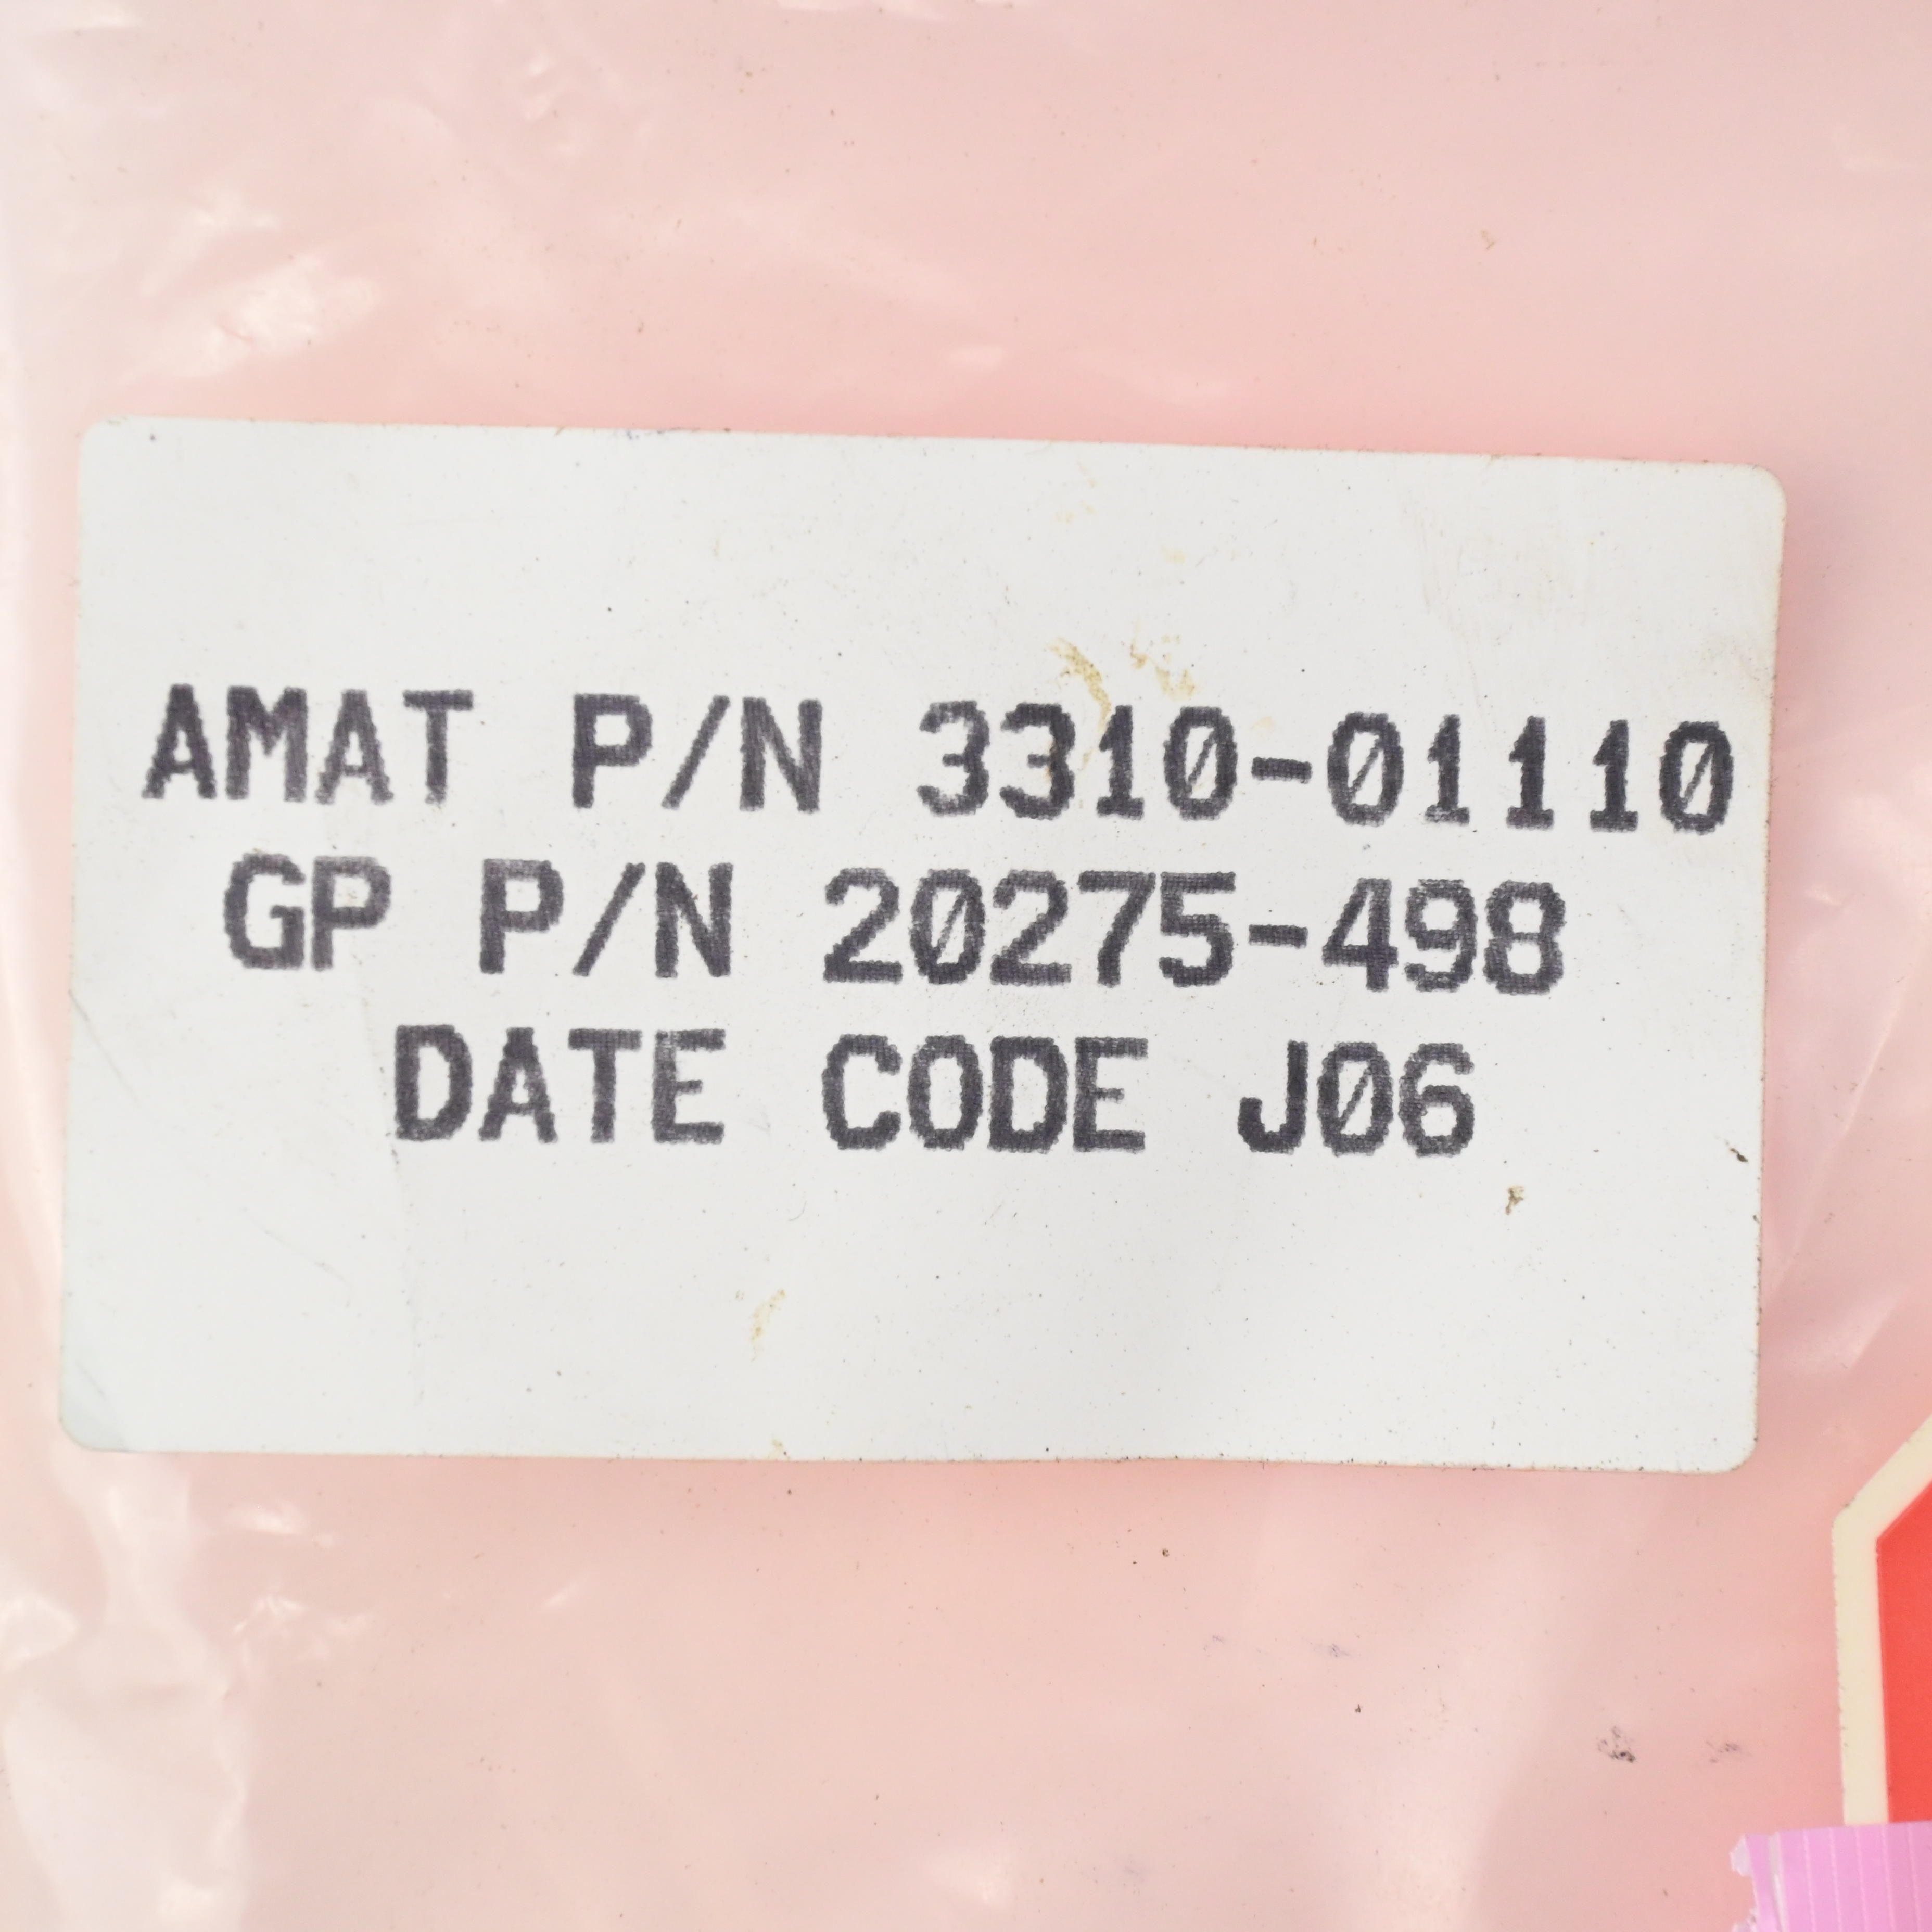 AMAT P/N 3310-01110
GP P/N 20275-498
DATE CODE J06